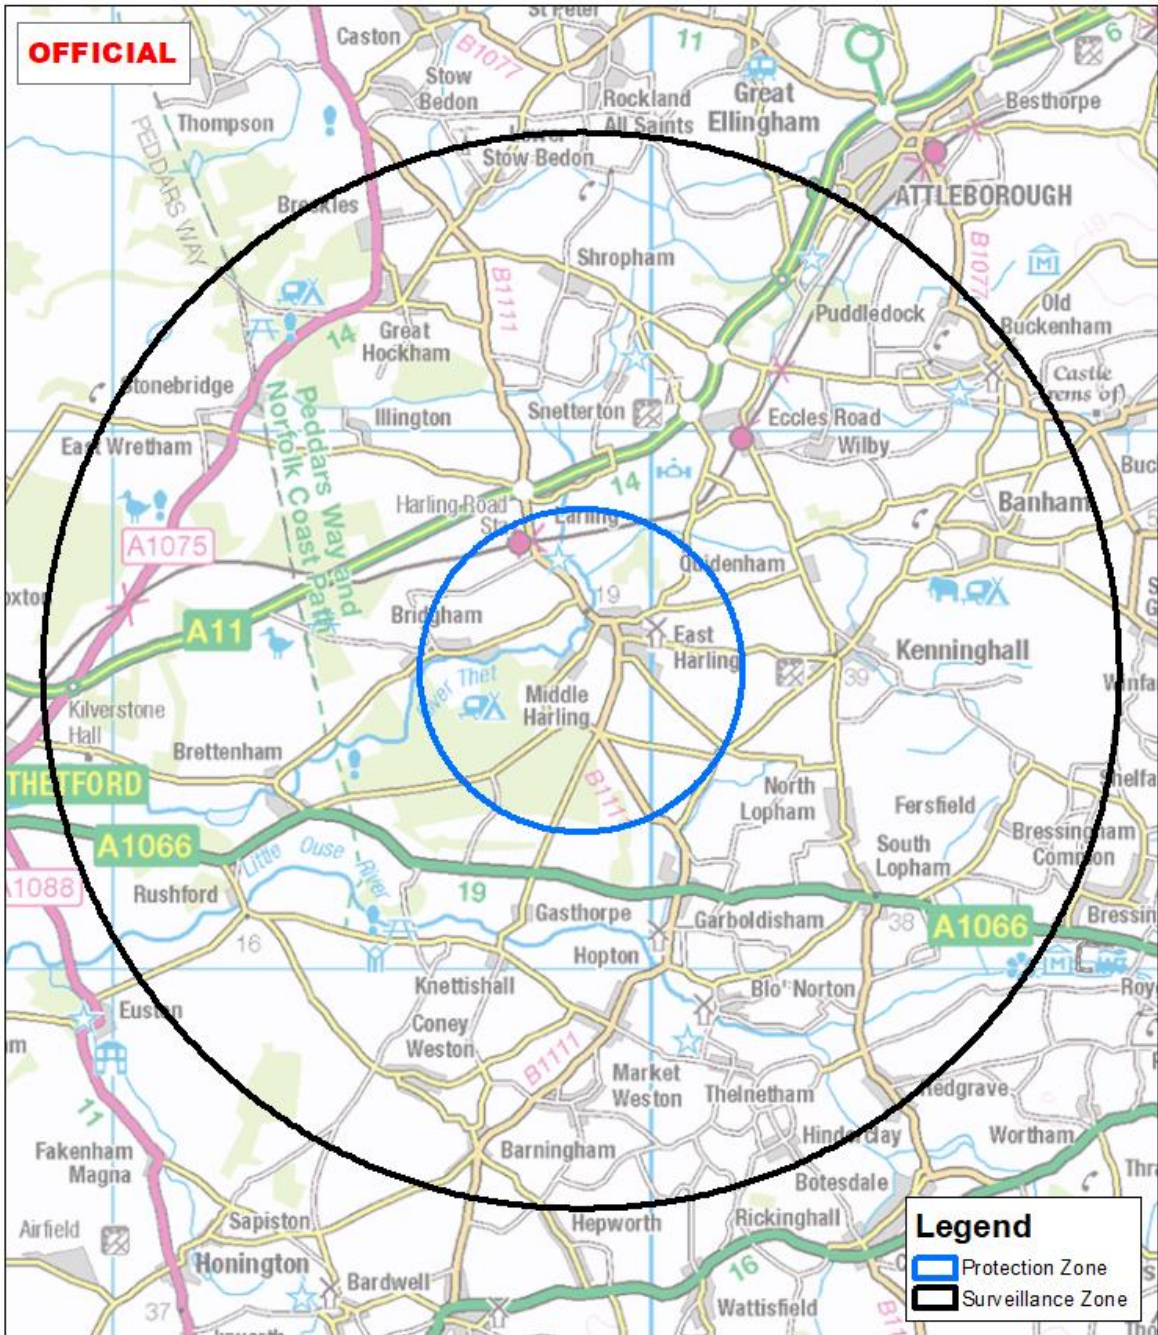 OFFICIAL
St Peter
Caston
B1077
11
6
Stow
Bedon
Rockland
All Saints
Great
Ellingham
Besthorpe
Thompson
Lower
Stow Bedon
PEDDARS WAY
Breckles
ATTLEBOROUGH
Shropham
B1077
B1111
Puddledock
Old
Buckenham
14
Great
Hockham
Castle
Stonebridge
Peddars Way and
Norfolk Coast Path
Illington
Snetterton
Eccles Road
Wilby
East Wretham
14
Harling Road
Sta
Larling
Banham
A1075
Quidenham
19
Bridgham
A11
East
Harling
Kenninghall
39
River Thet
Middle
Harling
Kilverstone
Hall
Brettenham
THETFORD
B1111
North
Lopham
Fersfield
A1066
South
Lopham
Bressingham
Common
Little Ouse River
A1088
Rushford
19
Gasthorpe
Garboldisham
38
A1066
16
Hopton
Knettishall
Blo' Norton
Euston
Coney
Weston
B1111
Market
Weston
Thelnetham
Redgrave
11
Fakenham
Magna
Barningham
Hinderclay
Wortham
Botesdale
Airfield
Sapiston
Hepworth
Rickinghall
Honington
Bardwell
16
37
Wattisfield
Legend
Protection Zone
Surveillance Zone